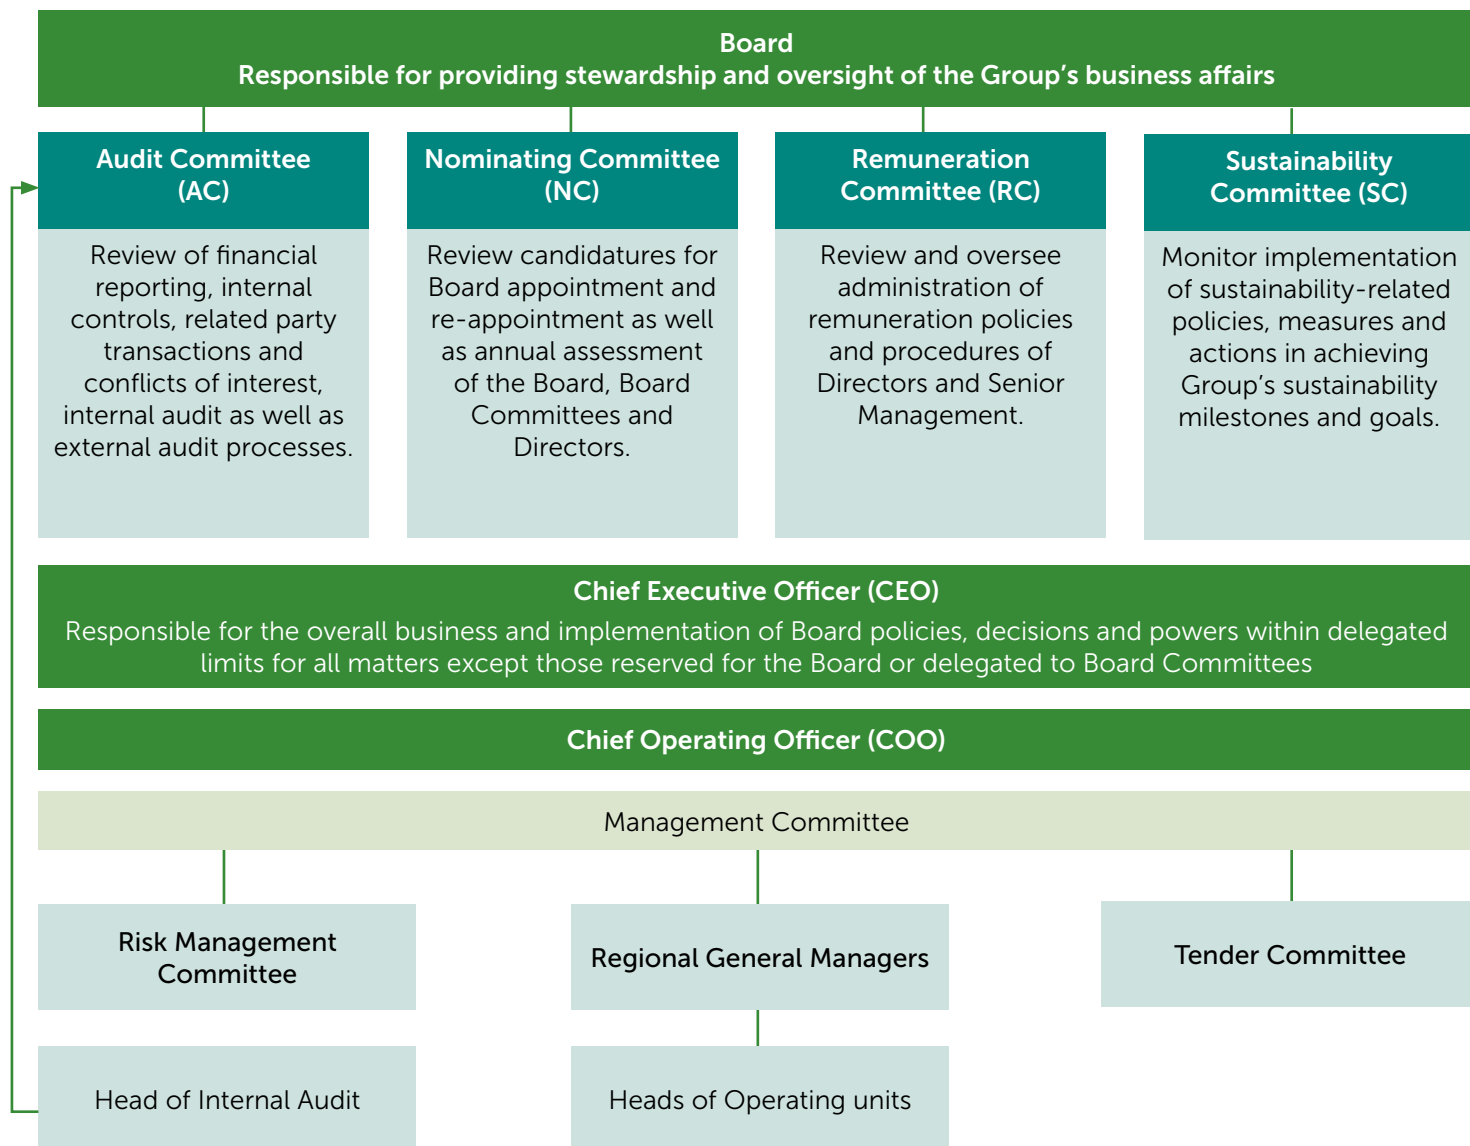 Board
Responsible for providing stewardship and oversight of the Group’s business affairs
Audit Committee
(AC)
Review of financial
reporting, internal
controls, related party
transactions and
conflicts of interest,
internal audit as well as
external audit processes.
Nominating Committee
(NC)
Review candidatures for
Board appointment and
re-appointment as well
as annual assessment
of the Board, Board
Committees and
Directors.
Remuneration
Committee (RC)
Review and oversee
administration of
remuneration policies
and procedures of
Directors and Senior
Management.
Sustainability
Committee (SC)
Monitor implementation
of sustainability-related
policies, measures and
actions in achieving
Group’s sustainability
milestones and goals.
Chief Executive Officer (CEO)
Responsible for the overall business and implementation of Board policies, decisions and powers within delegated
limits for all matters except those reserved for the Board or delegated to Board Committees
Chief Operating Officer (COO)
Management Committee
Risk Management
Committee
Regional General Managers
Tender Committee
Head of Internal Audit
Heads of Operating units